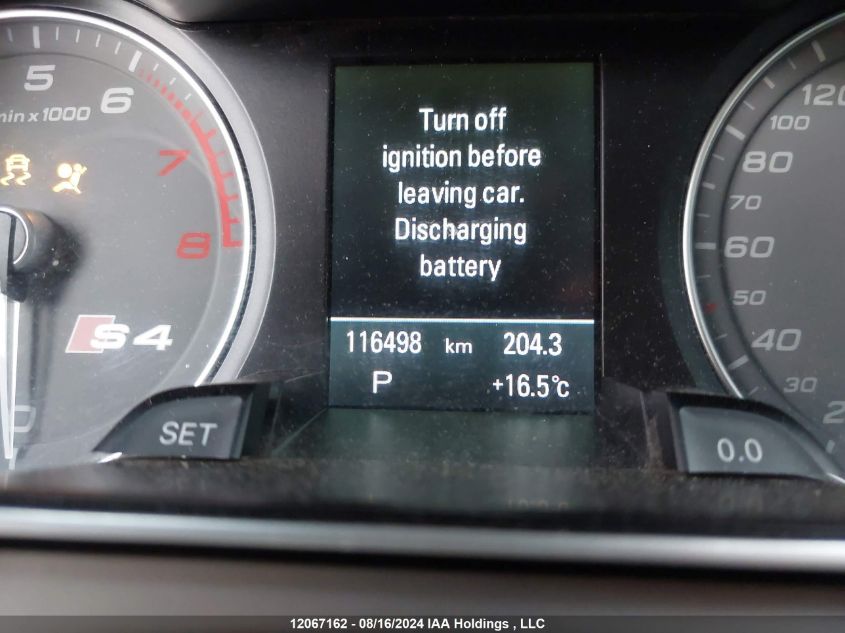 5
6
min x 1000
7
8
S4
0
SET
Turn off
ignition before
leaving car.
Discharging
battery
116498 km 204.3
P +16.5°c
120
100
80
70
60
50
40
30
2
0.0
12067162 - 08/16/2024 IAA Holdings , LLC